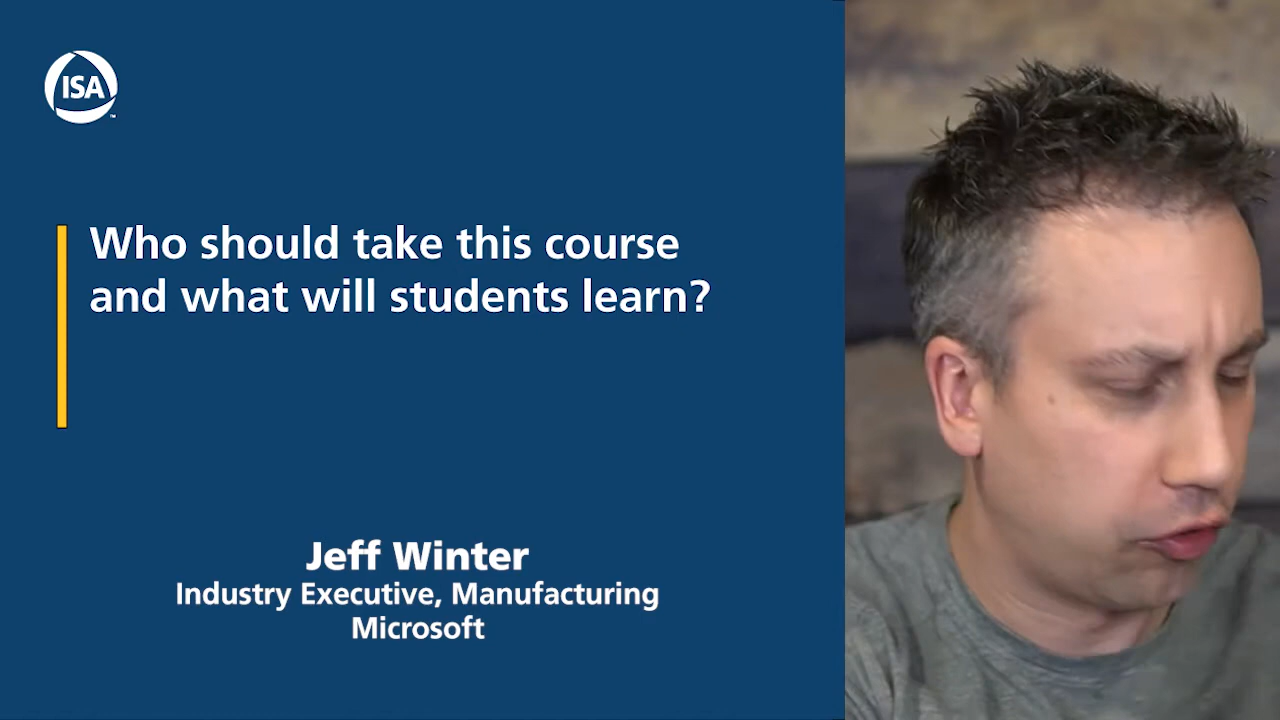 ISA
Who should take this course
and what will students learn?
Jeff Winter
Industry Executive, Manufacturing
Microsoft